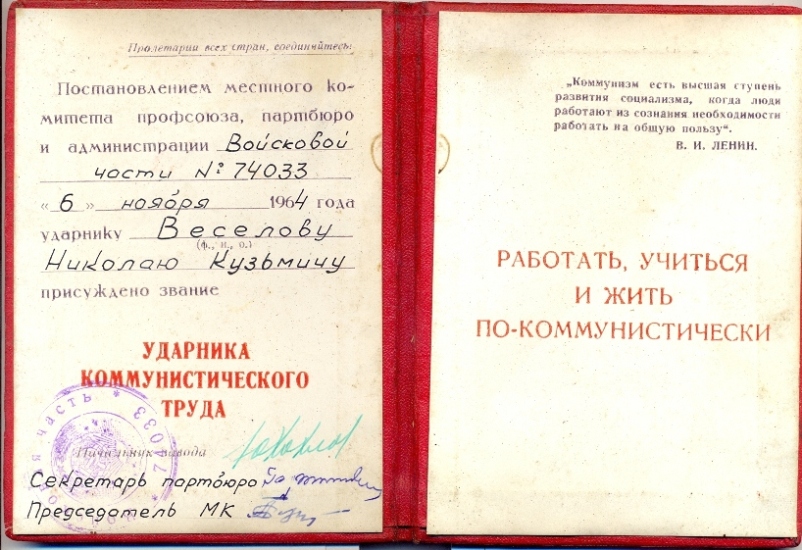 Пролетарии всех стран, соединяйтесь!
Постановлением местного ко-
митета профсоюза, партбюро
и администрации Войсковой
части № 74033
« 6 » ноября 1964 года
ударнику Веселову
(ф., и., о.)
Николаю Кузьмичу
присуждено звание
УДАРНИКА
КОММУНИСТИЧЕСКОГО
ТРУДА
Начальник завода
Секретарь партбюро
Председатель МК
часть * 74033 *
„Коммунизм есть высшая ступень
развития социализма, когда люди
работают из сознания необходимости
работать на общую пользу“.
В. И. ЛЕНИН.
РАБОТАТЬ, УЧИТЬСЯ
И ЖИТЬ
ПО-КОММУНИСТИЧЕСКИ